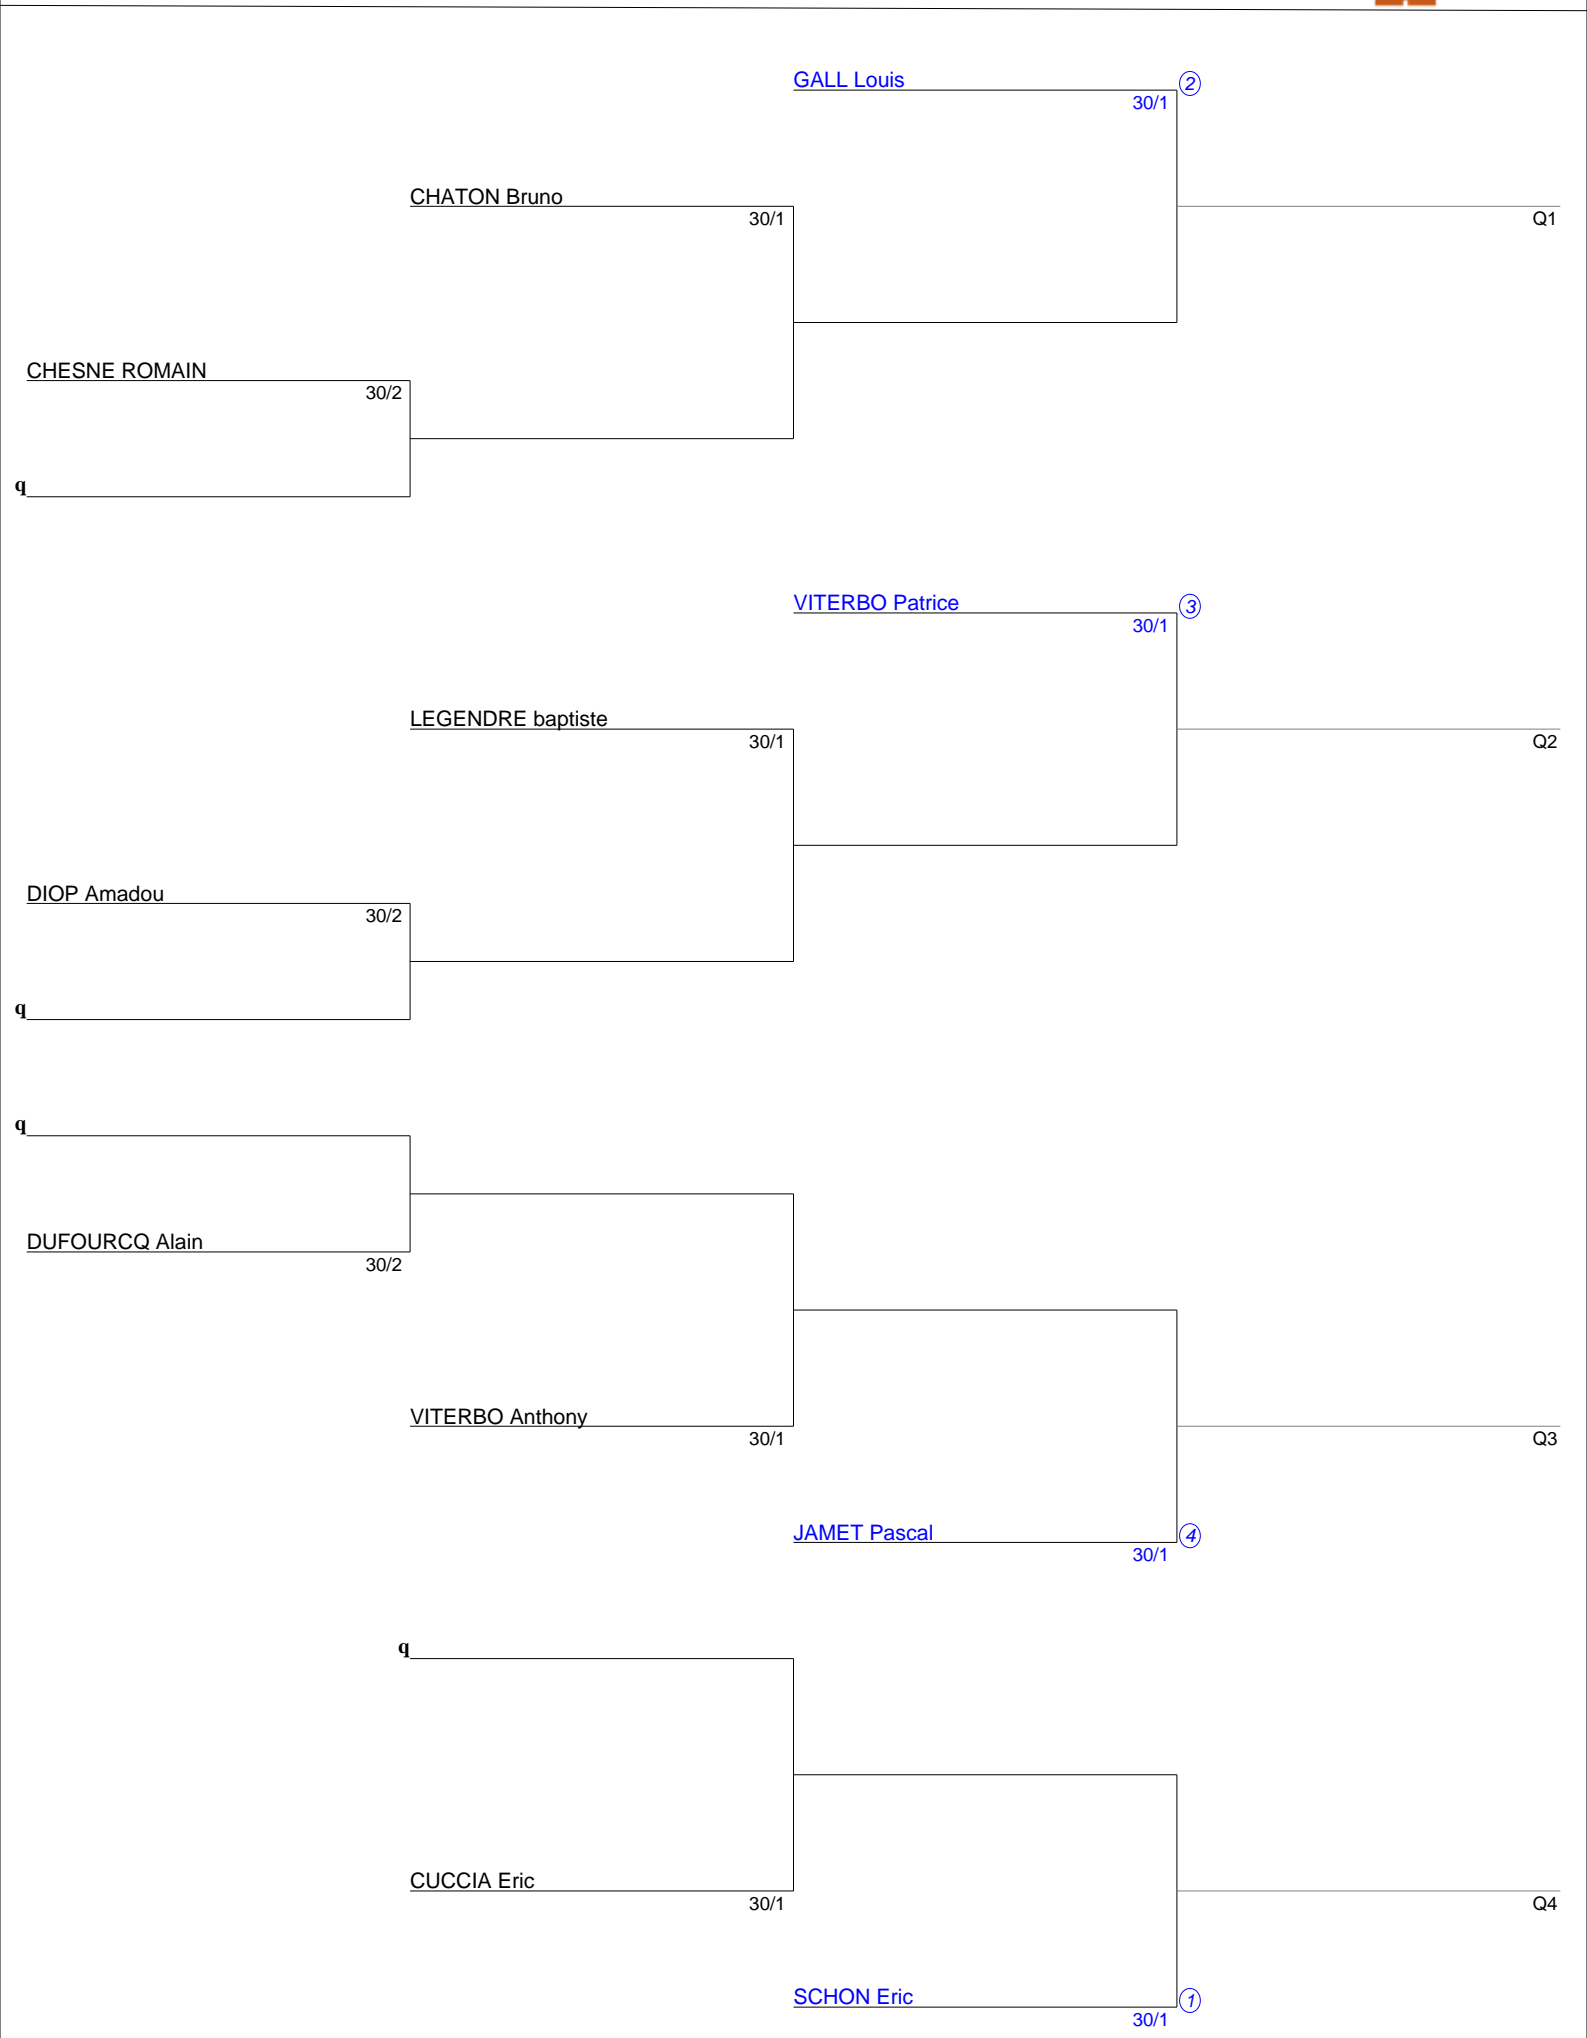 GALL Louis
2
30/1
CHATON Bruno
30/1
Q1
CHESNE ROMAIN
30/2
q
VITERBO Patrice
3
30/1
LEGENDRE baptiste
30/1
Q2
DIOP Amadou
30/2
q
q
DUFOURCQ Alain
30/2
VITERBO Anthony
30/1
Q3
JAMET Pascal
4
30/1
q
CUCCIA Eric
30/1
Q4
SCHON Eric
1
30/1